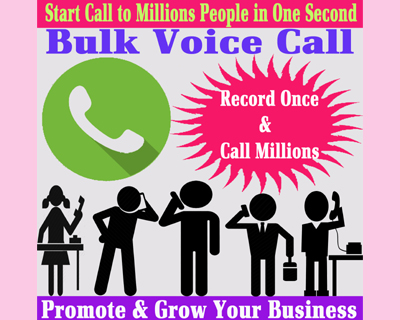 Start Call to Millions People in One Second
Bulk Voice Call
Record Once
&
Call Millions
Promote & Grow Your Business